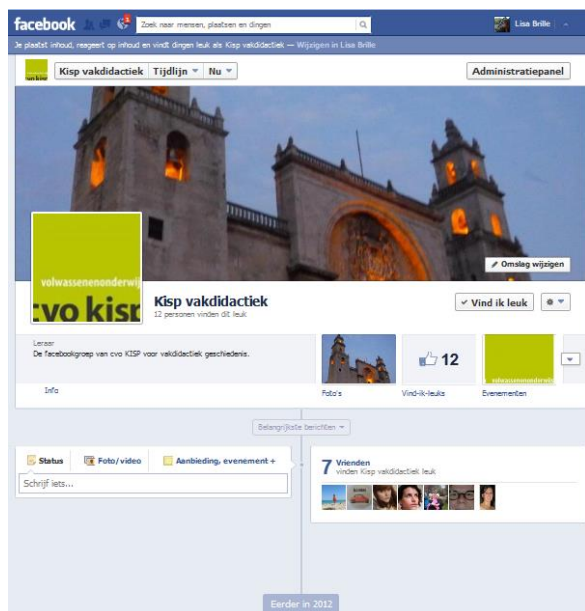 facebook
5
Zoek naar mensen, plaatsen en dingen
Lisa Brille
Je plaatst inhoud, reageert op inhoud en vindt dingen leuk als Kisp vakdidactiek — Wijzigen in Lisa Brille
Kisp vakdidactiek Tijdlijn Nu
Administratiepanel
Omslag wijzigen
volwassenenonderwij
cvo kisp
Kisp vakdidactiek
12 personen vinden dit leuk
Vind ik leuk
Leraar
De facebookgroep van cvo KISP voor vakdidactiek geschiedenis.
Info
12
Foto's
Vind-ik-leuks
Evenementen
Belangrijkste berichten
Status
Foto/video
Aanbieding, evenement +
Schrijf iets...
7 Vrienden
vinden Kisp vakdidactiek leuk
Eerder in 2012